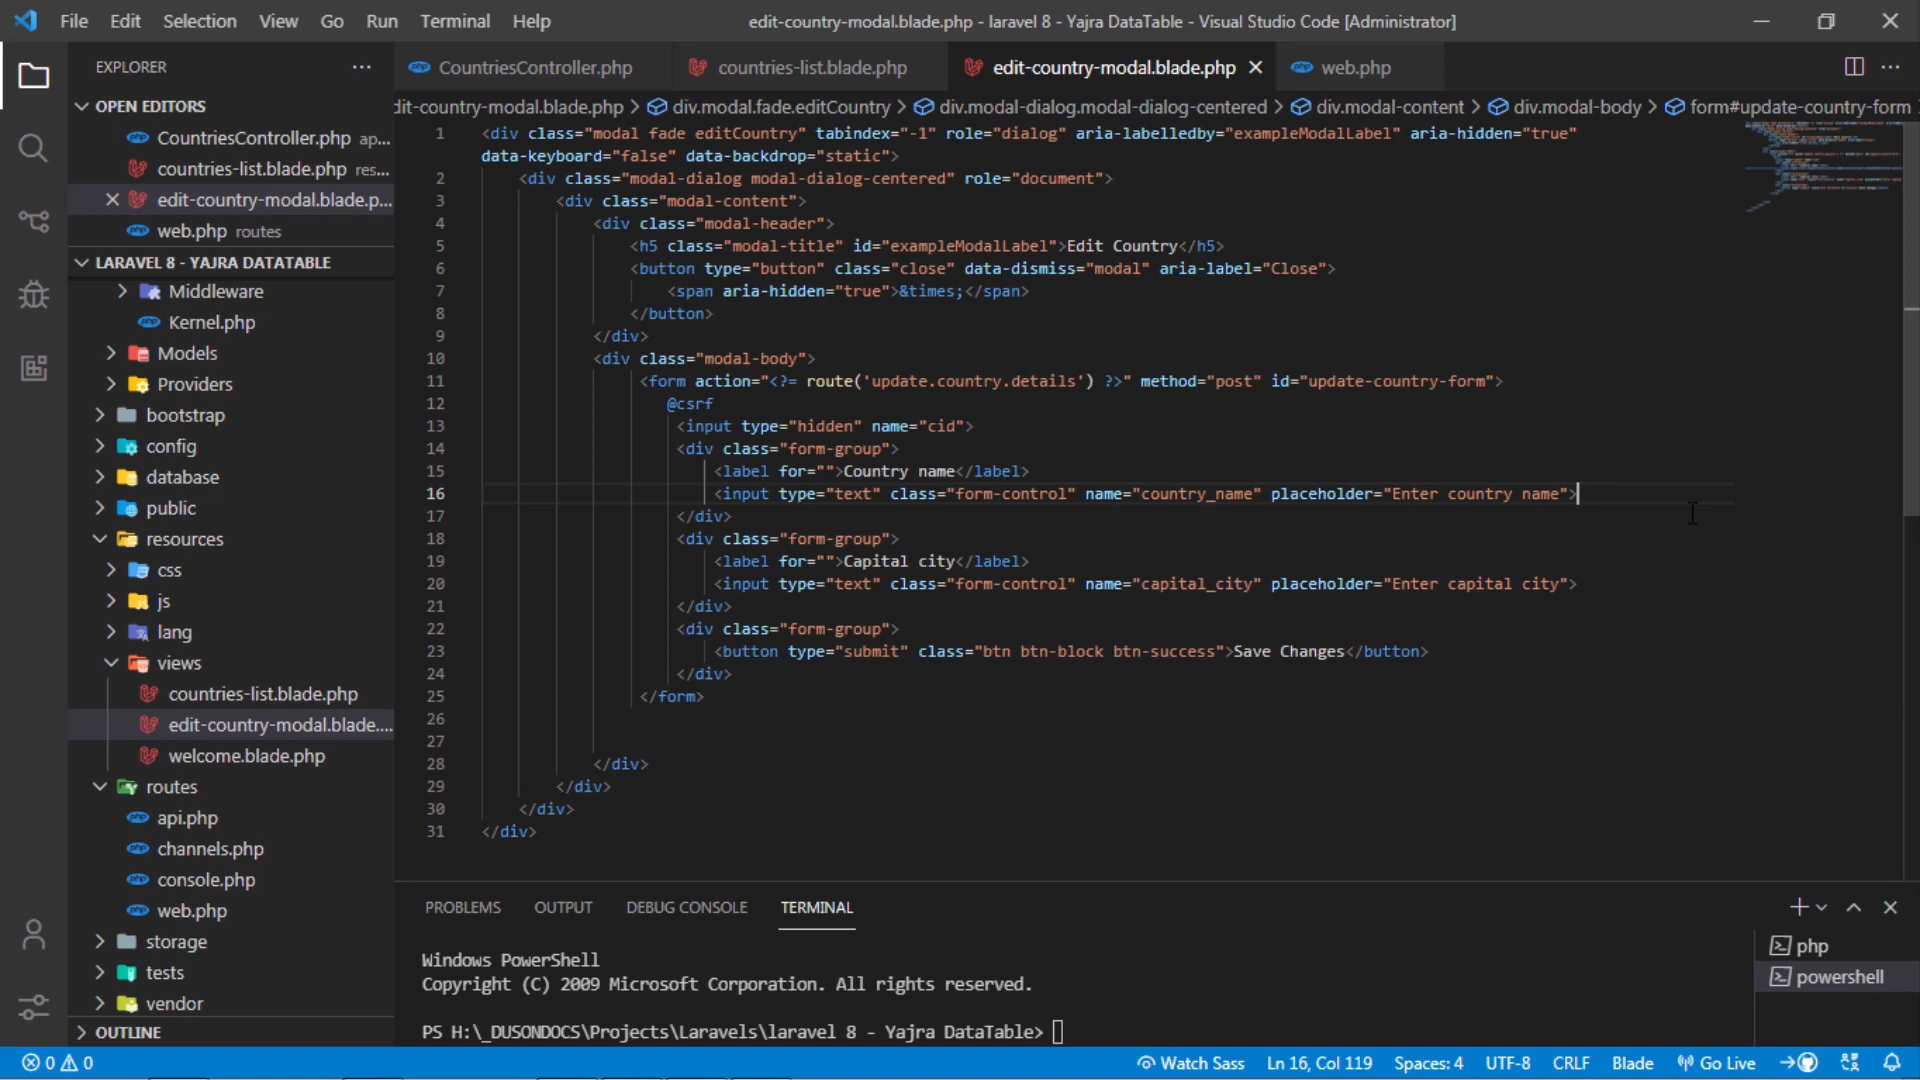 File Edit Selection View Go Run Terminal Help
edit-country-modal.blade.php - laravel 8 - Yajra DataTable - Visual Studio Code [Administrator]
EXPLORER
OPEN EDITORS
CountriesController.php ap...
countries-list.blade.php res...
edit-country-modal.blade.p...
web.php routes
LARAVEL 8 - YAJRA DATATABLE
Middleware
Kernel.php
Models
Providers
bootstrap
config
database
public
resources
css
js
lang
views
countries-list.blade.php
edit-country-modal.blade....
welcome.blade.php
routes
api.php
channels.php
console.php
web.php
storage
tests
vendor
OUTLINE
CountriesController.php
countries-list.blade.php
edit-country-modal.blade.php
web.php
dit-country-modal.blade.php > div.modal.fade.editCountry > div.modal-dialog.modal-dialog-centered > div.modal-content > div.modal-body > form#update-country-form
1 <div class="modal fade editCountry" tabindex="-1" role="dialog" aria-labelledby="exampleModalLabel" aria-hidden="true"
data-keyboard="false" data-backdrop="static">
2 <div class="modal-dialog modal-dialog-centered" role="document">
3 <div class="modal-content">
4 <div class="modal-header">
5 <h5 class="modal-title" id="exampleModalLabel">Edit Country</h5>
6 <button type="button" class="close" data-dismiss="modal" aria-label="Close">
7 <span aria-hidden="true">&times;</span>
8 </button>
9 </div>
10 <div class="modal-body">
11 <form action="<?= route('update.country.details') ?>" method="post" id="update-country-form">
12 @csrf
13 <input type="hidden" name="cid">
14 <div class="form-group">
15 <label for="">Country name</label>
16 <input type="text" class="form-control" name="country_name" placeholder="Enter country name">
17 </div>
18 <div class="form-group">
19 <label for="">Capital city</label>
20 <input type="text" class="form-control" name="capital_city" placeholder="Enter capital city">
21 </div>
22 <div class="form-group">
23 <button type="submit" class="btn btn-block btn-success">Save Changes</button>
24 </div>
25 </form>
26
27
28 </div>
29 </div>
30 </div>
31 </div>
PROBLEMS OUTPUT DEBUG CONSOLE TERMINAL
Windows PowerShell
Copyright (C) 2009 Microsoft Corporation. All rights reserved.
PS H:\_DUSONDOCS\Projects\Laravels\laravel 8 - Yajra DataTable>
php
powershell
0 0
Watch Sass Ln 16, Col 119 Spaces: 4 UTF-8 CRLF Blade Go Live